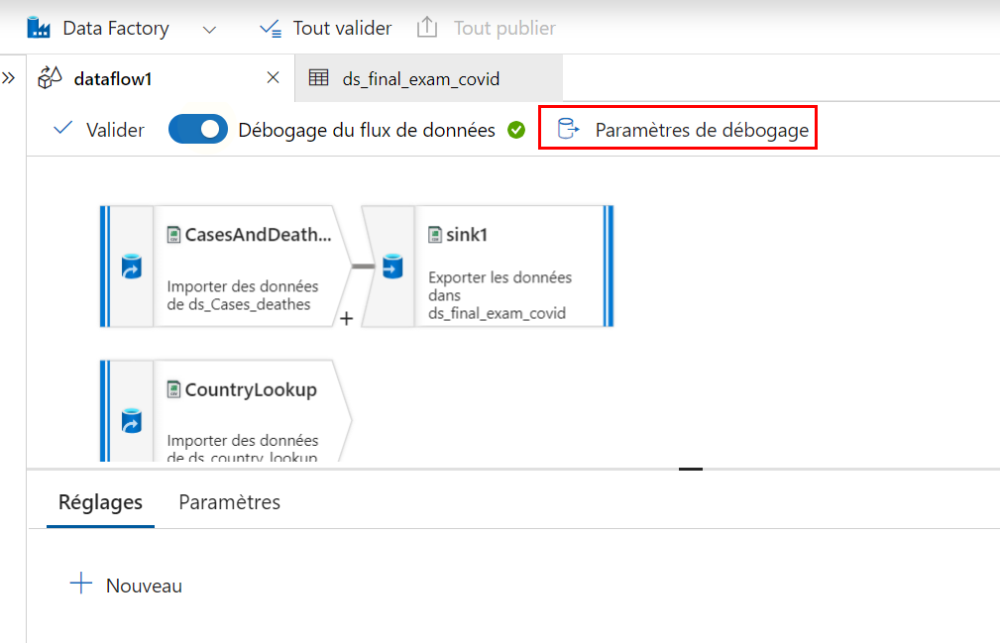 Data Factory
Tout valider
Tout publier
dataflow1
ds_final_exam_covid
Valider
Débogage du flux de données
Paramètres de débogage
CasesAndDeath...
Importer des données
de ds_Cases_deathes
sink1
Exporter les données
dans
ds_final_exam_covid
CountryLookup
Importer des données
de ds_country_lookup
Réglages
Paramètres
Nouveau